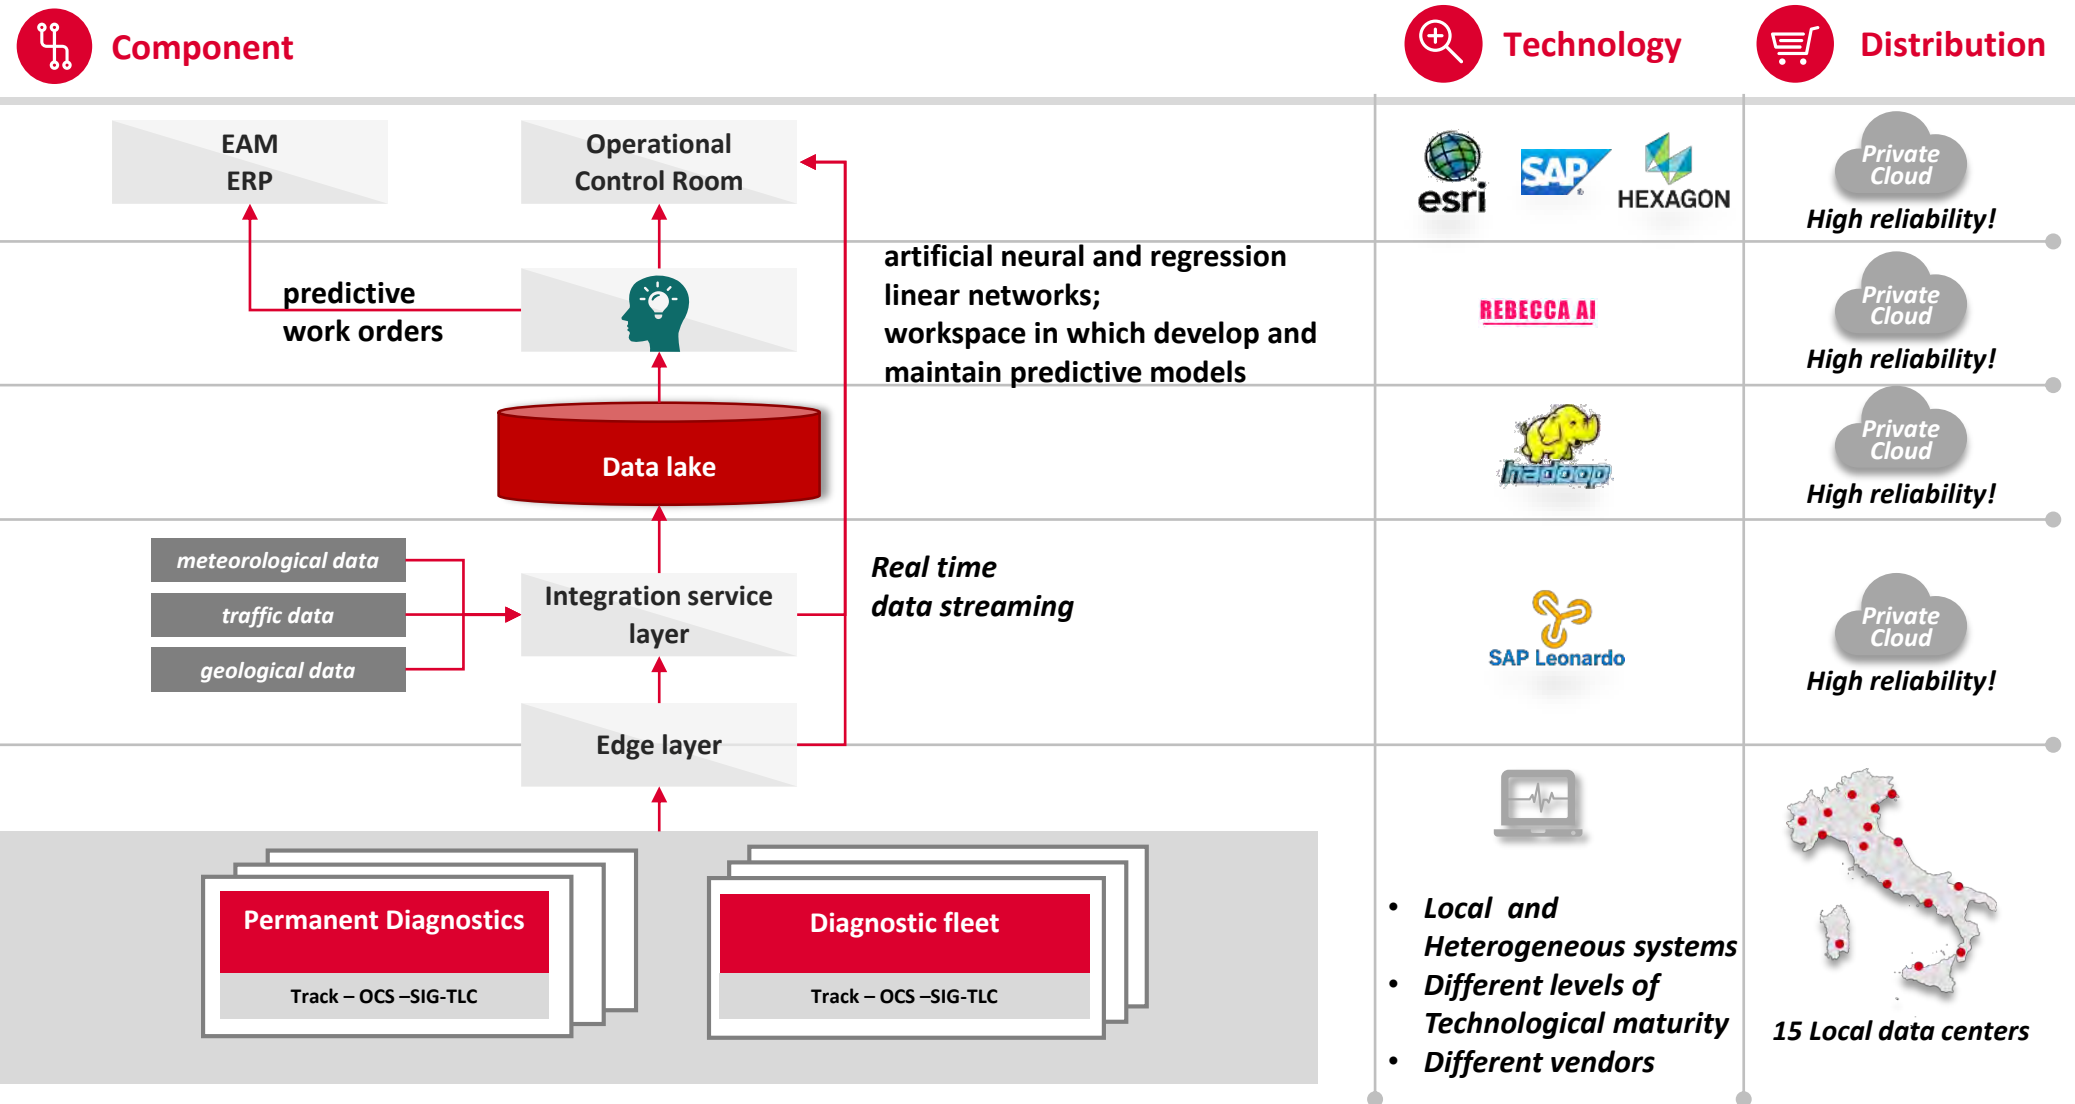 Component
Technology
Distribution
EAM
ERP
Operational
Control Room
esri
SAP
HEXAGON
Private
Cloud
High reliability!
predictive
work orders
artificial neural and regression
linear networks;
workspace in which develop and
maintain predictive models
REBECCA AI
Private
Cloud
High reliability!
Data lake
hadoop
Private
Cloud
High reliability!
meteorological data
traffic data
geological data
Integration service
layer
Real time
data streaming
SAP Leonardo
Private
Cloud
High reliability!
Edge layer
Permanent Diagnostics
Track – OCS –SIG-TLC
Diagnostic fleet
Track – OCS –SIG-TLC
• Local and
Heterogeneous systems
• Different levels of
Technological maturity
• Different vendors
15 Local data centers